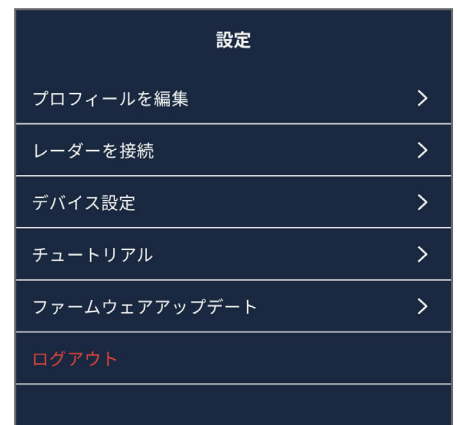 設定
プロフィールを編集
レーダーを接続
デバイス設定
チュートリアル
ファームウェアアップデート
ログアウト